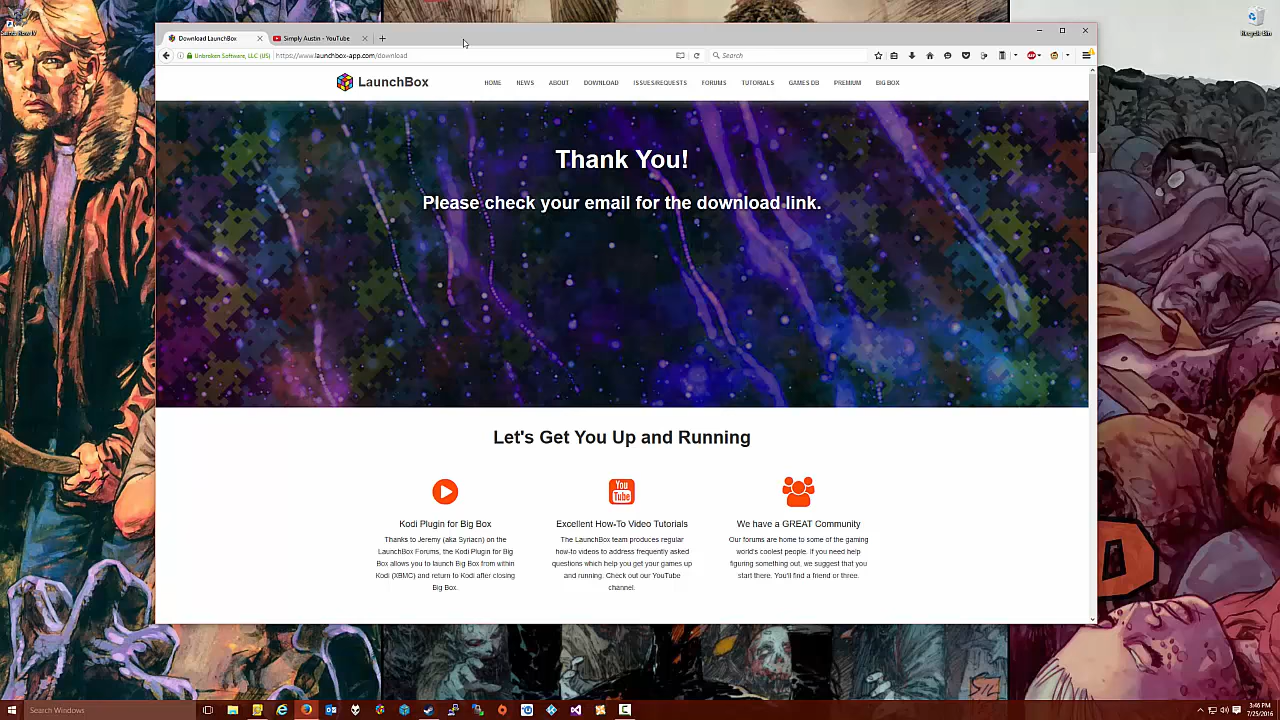 Recycle Bin
Download LaunchBox
Simply Austin - YouTube
Unbroken Software, LLC (US)
https://www.launchbox-app.com/download
Search
LaunchBox
HOME NEWS ABOUT DOWNLOAD ISSUES/REQUESTS FORUMS TUTORIALS GAMES DB PREMIUM BIG BOX
Thank You!
Please check your email for the download link.
Let's Get You Up and Running
You
Tube
Kodi Plugin for Big Box
Thanks to Jeremy (aka Syriacn) on the
LaunchBox Forums, the Kodi Plugin for Big
Box allows you to launch Big Box from within
Kodi (XBMC) and return to Kodi after closing
Big Box.
Excellent How-To Video Tutorials
The LaunchBox team produces regular
how-to videos to address frequently asked
questions which help you get your games up
and running. Check out our YouTube
channel.
We have a GREAT Community
Our forums are home to some of the gaming
world's coolest people. If you need help
figuring something out, we suggest that you
start there. You'll find a friend or three.
Search Windows
3:46 PM
7/25/2016